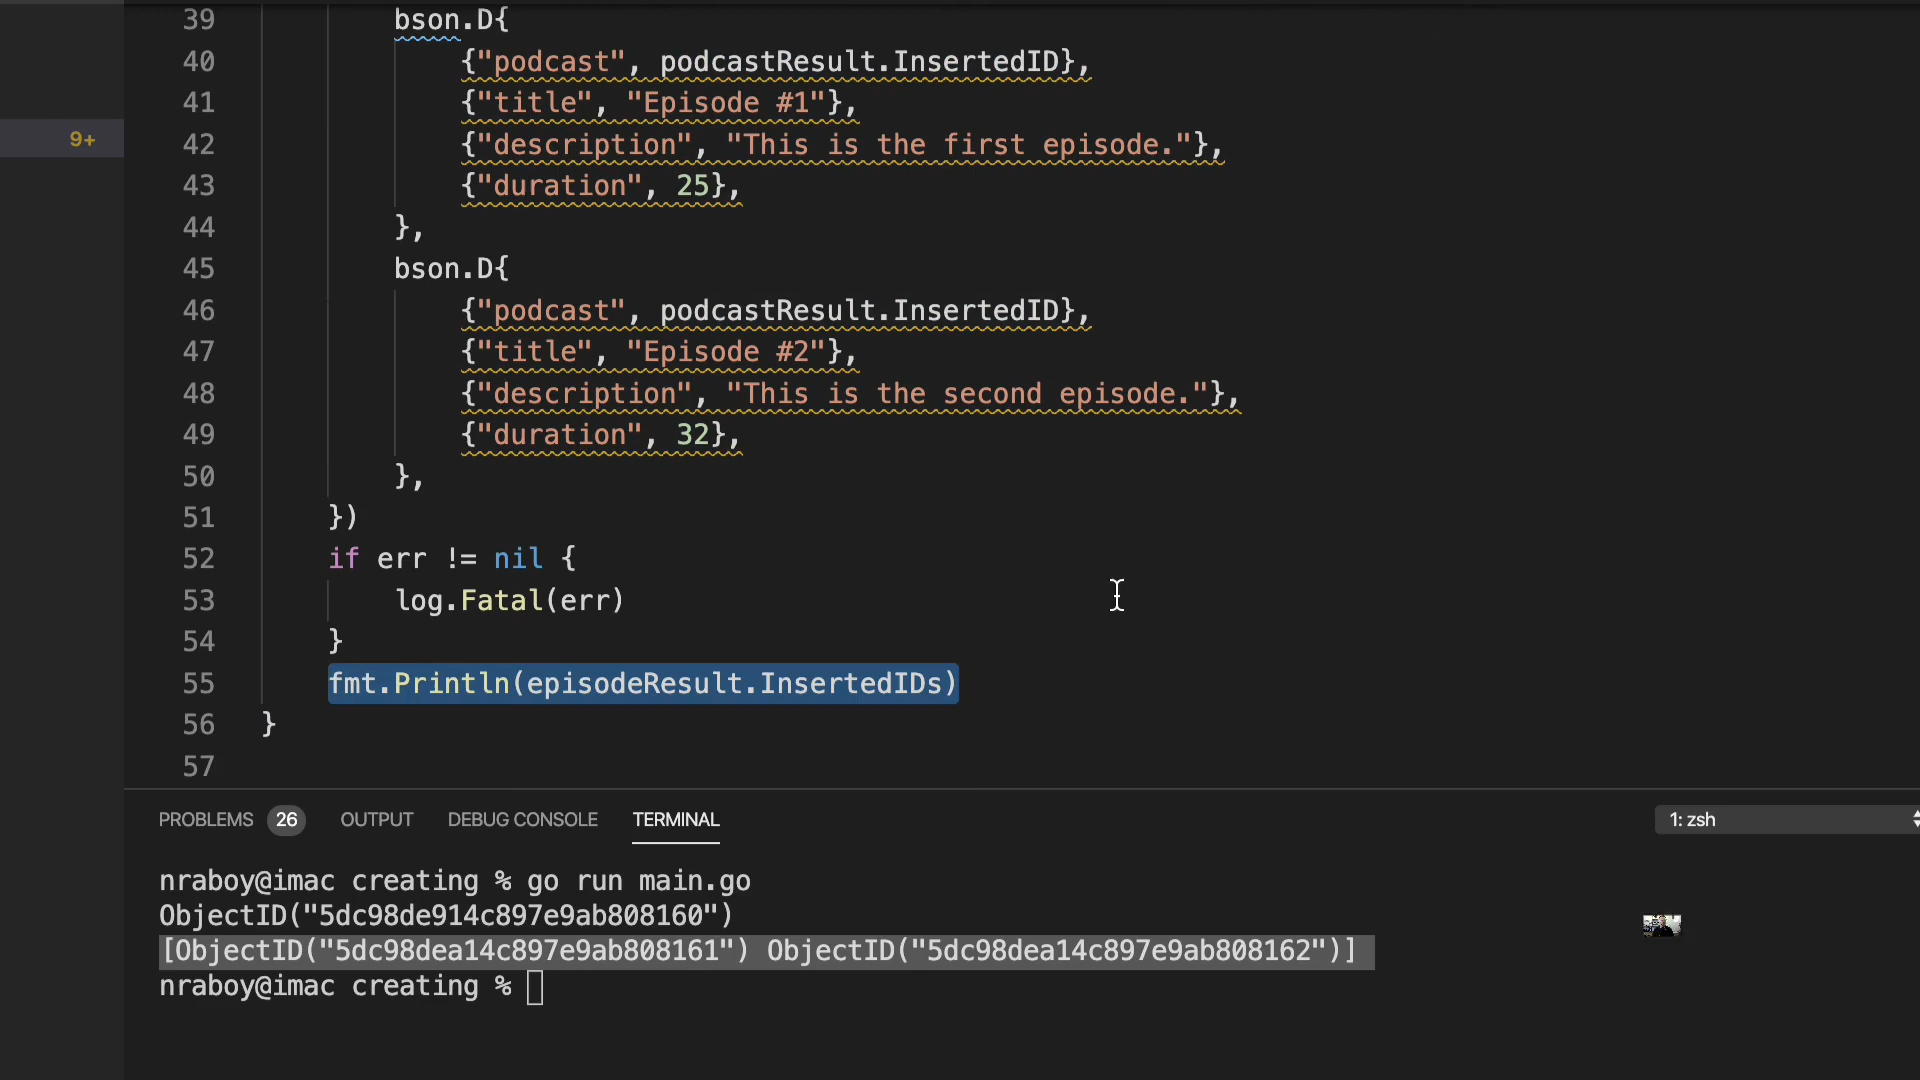 39 bson.D{
40 {"podcast", podcastResult.InsertedID},
41 {"title", "Episode #1"},
9+
42 {"description", "This is the first episode."},
43 {"duration", 25},
44 },
45 bson.D{
46 {"podcast", podcastResult.InsertedID},
47 {"title", "Episode #2"},
48 {"description", "This is the second episode."},
49 {"duration", 32},
50 },
51 })
52 if err != nil {
53 log.Fatal(err)
54 }
55 fmt.Println(episodeResult.InsertedIDs)
56 }
57
PROBLEMS 26 OUTPUT DEBUG CONSOLE TERMINAL 1: zsh
nraboy@imac creating % go run main.go
ObjectID("5dc98de914c897e9ab808160")
[ObjectID("5dc98dea14c897e9ab808161") ObjectID("5dc98dea14c897e9ab808162")]
nraboy@imac creating %